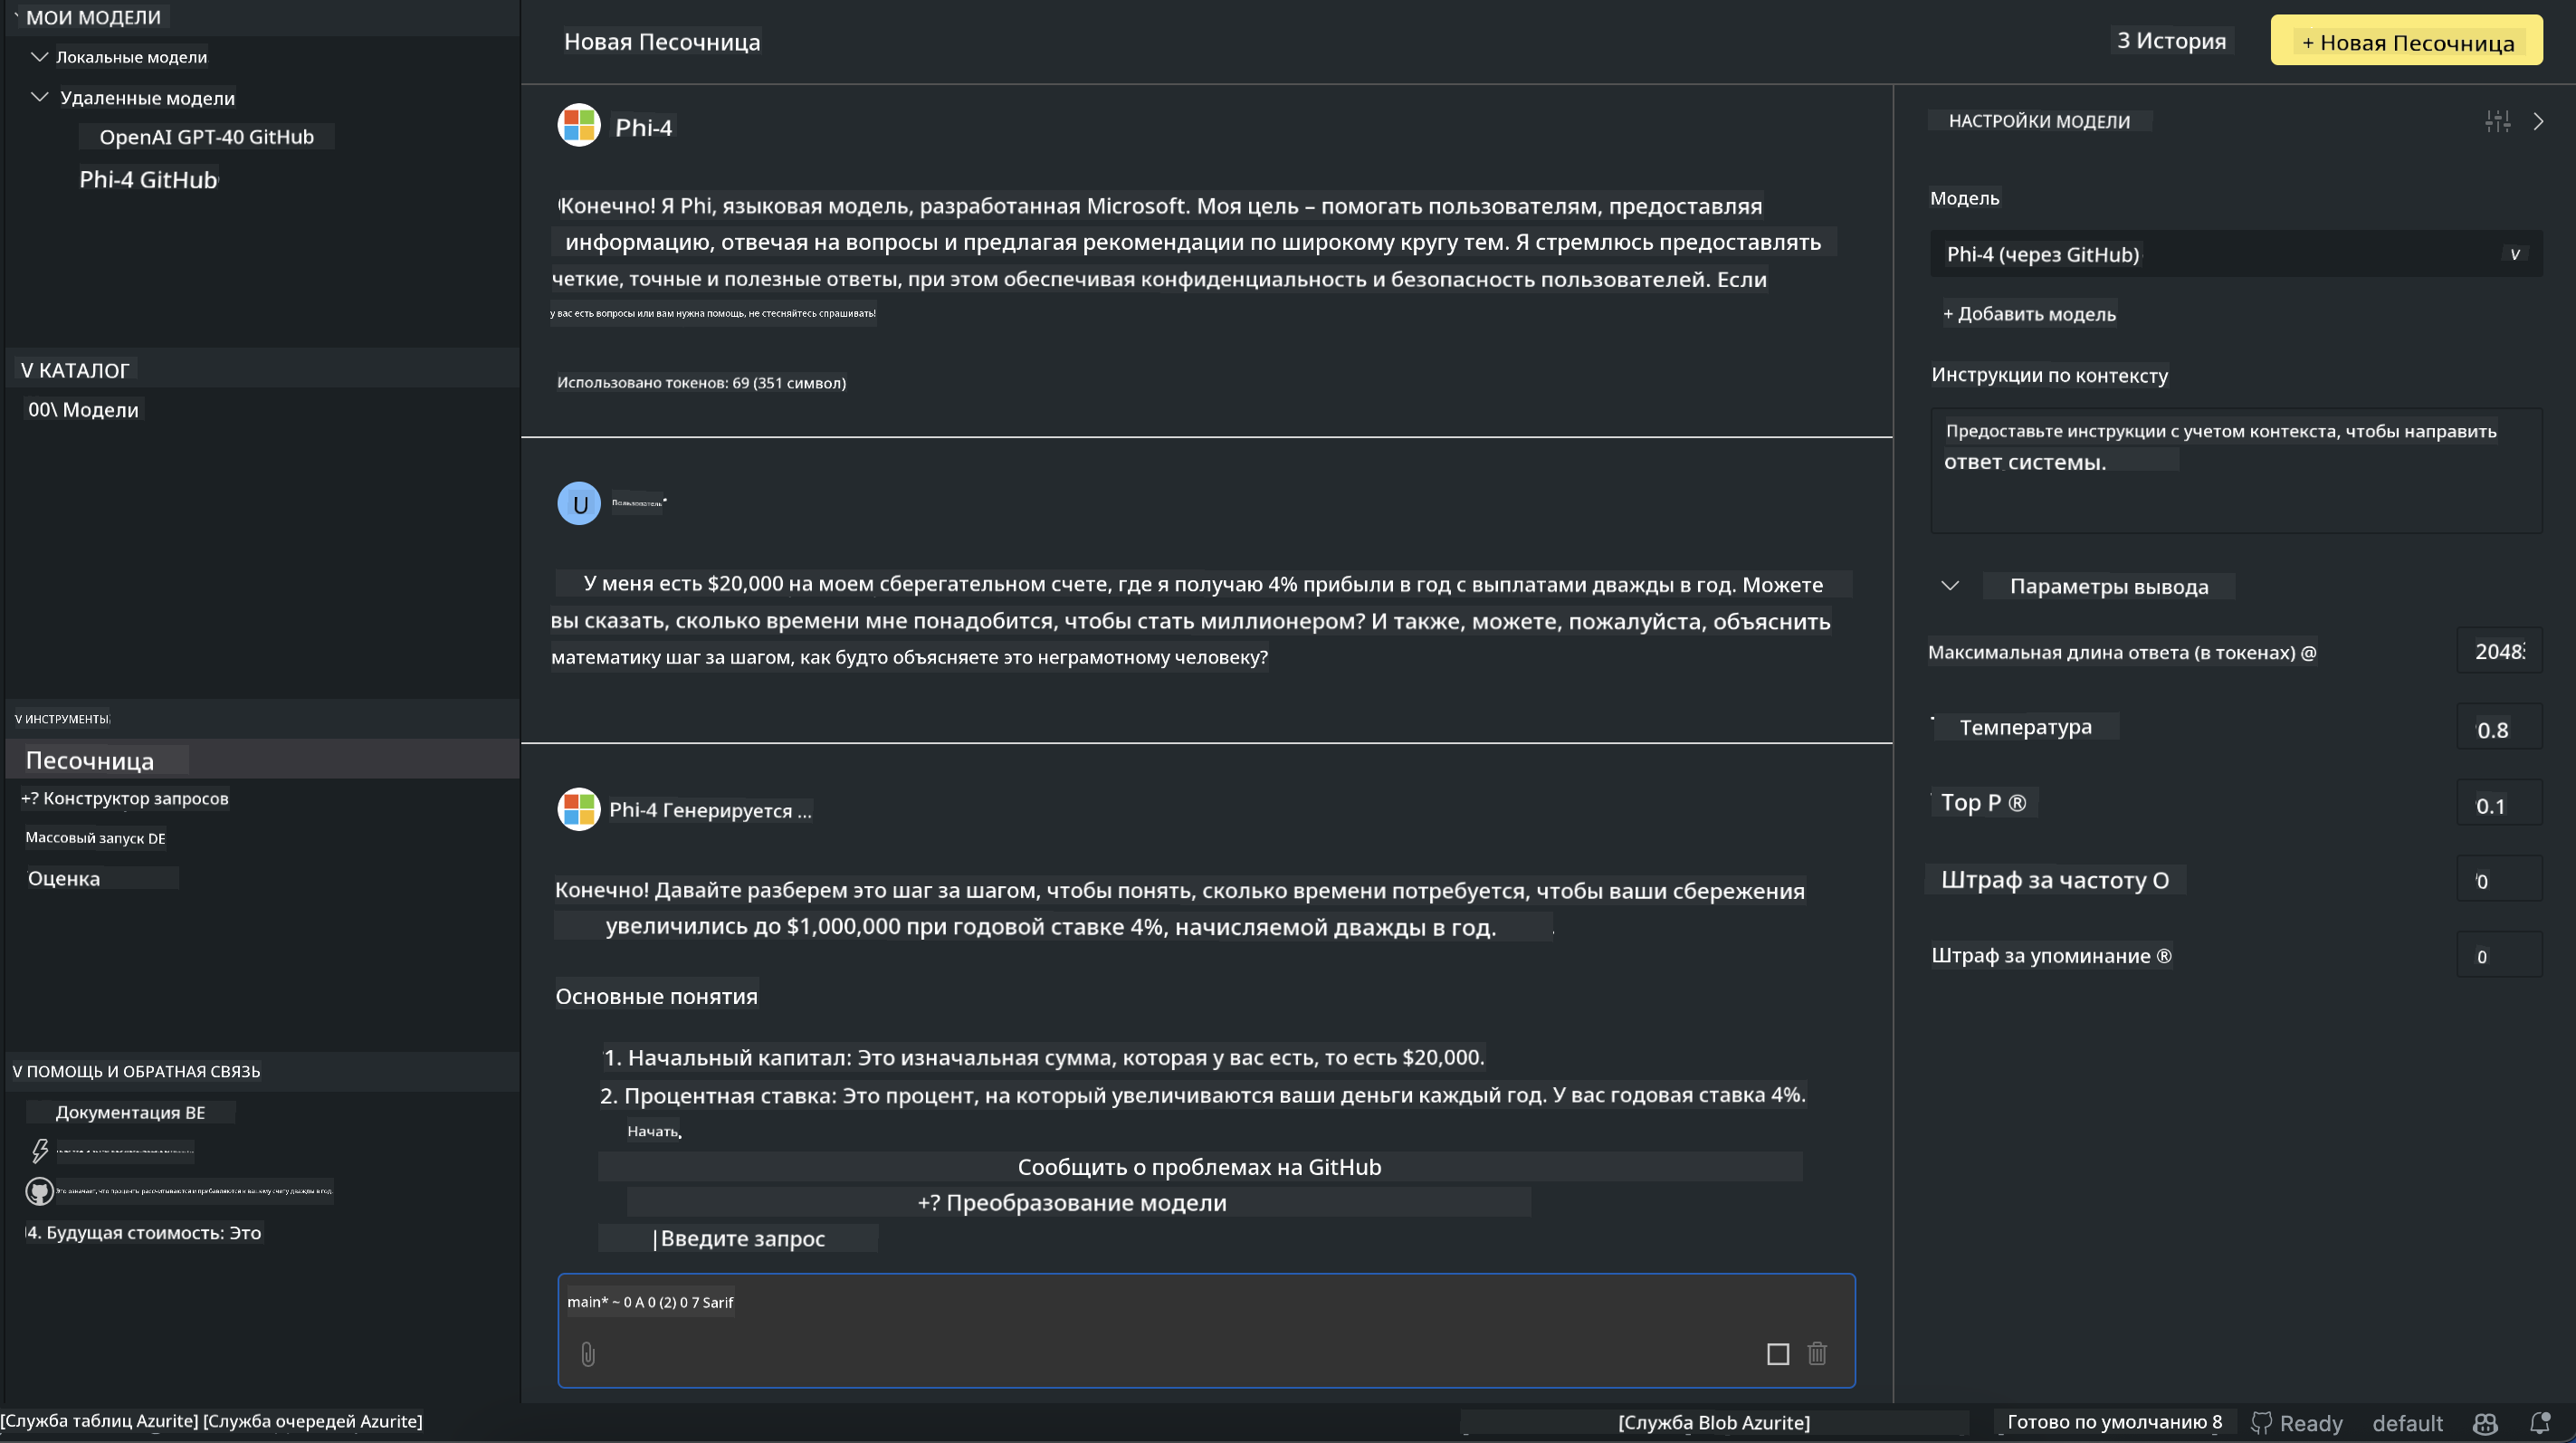 МОИ МОДЕЛИ
Локальные модели
Удаленные модели
OpenAI GPT-40 GitHub
Phi-4 GitHub
V КАТАЛОГ
00\ Модели
V ИНСТРУМЕНТЫ
Песочница
+? Конструктор запросов
Массовый запуск DE
Оценка
V ПОМОЩЬ И ОБРАТНАЯ СВЯЗЬ
Документация BE
Это означает, что проценты рассчитываются и прибавляются к вашему счету дважды в год.
4. Будущая стоимость: Это
Новая Песочница
3 История
+ Новая Песочница
Phi-4
Конечно! Я Phi, языковая модель, разработанная Microsoft. Моя цель – помогать пользователям, предоставляя
информацию, отвечая на вопросы и предлагая рекомендации по широкому кругу тем. Я стремлюсь предоставлять
четкие, точные и полезные ответы, при этом обеспечивая конфиденциальность и безопасность пользователей. Если
у вас есть вопросы или вам нужна помощь, не стесняйтесь спрашивать!
Использовано токенов: 69 (351 символ)
U
Пользователь
У меня есть $20,000 на моем сберегательном счете, где я получаю 4% прибыли в год с выплатами дважды в год. Можете
вы сказать, сколько времени мне понадобится, чтобы стать миллионером? И также, можете, пожалуйста, объяснить
математику шаг за шагом, как будто объясняете это неграмотному человеку?
Phi-4 Генерируется ...
Конечно! Давайте разберем это шаг за шагом, чтобы понять, сколько времени потребуется, чтобы ваши сбережения
увеличились до $1,000,000 при годовой ставке 4%, начисляемой дважды в год.
Основные понятия
1. Начальный капитал: Это изначальная сумма, которая у вас есть, то есть $20,000.
2. Процентная ставка: Это процент, на который увеличиваются ваши деньги каждый год. У вас годовая ставка 4%.
Начать.
Сообщить о проблемах на GitHub
+? Преобразование модели
|Введите запрос
main* ~ 0 A 0 (2) 0 7 Sarif
НАСТРОЙКИ МОДЕЛИ
Модель
Phi-4 (через GitHub)
v
+ Добавить модель
Инструкции по контексту
Предоставьте инструкции с учетом контекста, чтобы направить
ответ системы.
Параметры вывода
Максимальная длина ответа (в токенах) @
2048
Температура
0.8
Top P ®
0.1
Штраф за частоту O
0
Штраф за упоминание ®
0
[Служба таблиц Azurite] [Служба очередей Azurite]
[Служба Blob Azurite]
Готово по умолчанию 8
Ready
default